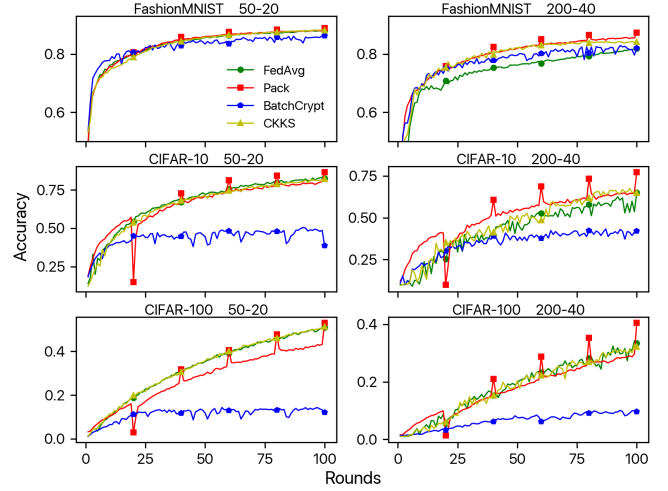 FashionMNIST 50-20
FashionMNIST 200-40
0.8
0.6
FedAvg
Pack
BatchCrypt
CKKS
0.8
0.6
CIFAR-10 50-20
CIFAR-10 200-40
0.75
0.50
0.25
0.75
0.50
0.25
Accuracy
CIFAR-100 50-20
CIFAR-100 200-40
0.4
0.2
0.0
0.4
0.2
0.0
0 25 50 75 100
0 25 50 75 100
Rounds